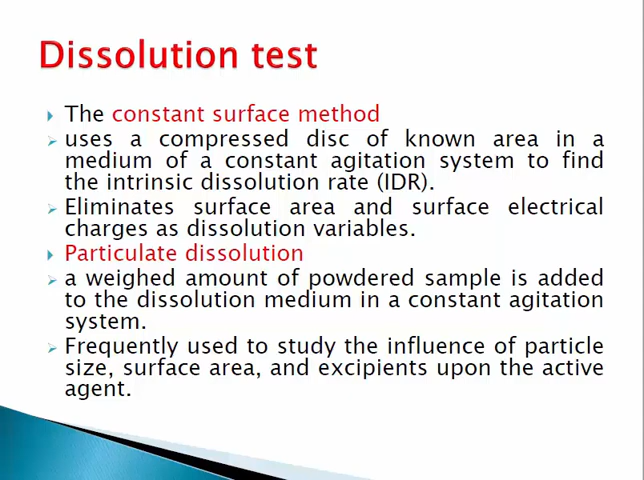 Dissolution test
The constant surface method
uses a compressed disc of known area in a
medium of a constant agitation system to find
the intrinsic dissolution rate (IDR).
Eliminates surface area and surface electrical
charges as dissolution variables.
Particulate dissolution
a weighed amount of powdered sample is added
to the dissolution medium in a constant agitation
system.
Frequently used to study the influence of particle
size, surface area, and excipients upon the active
agent.